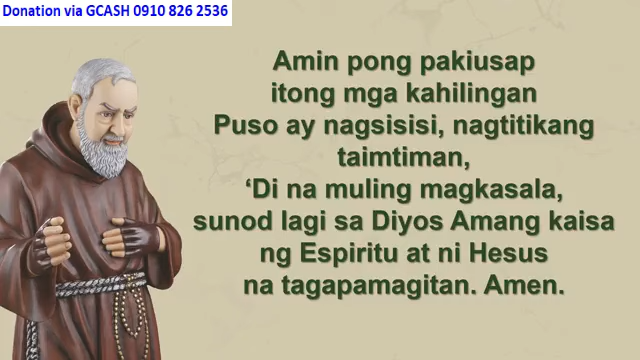 Donation via GCASH 0910 826 2536
Amin pong pakiusap
itong mga kahilingan
Puso ay nagsisisi, nagtitikang
taimtiman,
‘Di na muling magkasala,
sunod lagi sa Diyos Amang kaisa
ng Espiritu at ni Hesus
na tagapamagitan. Amen.